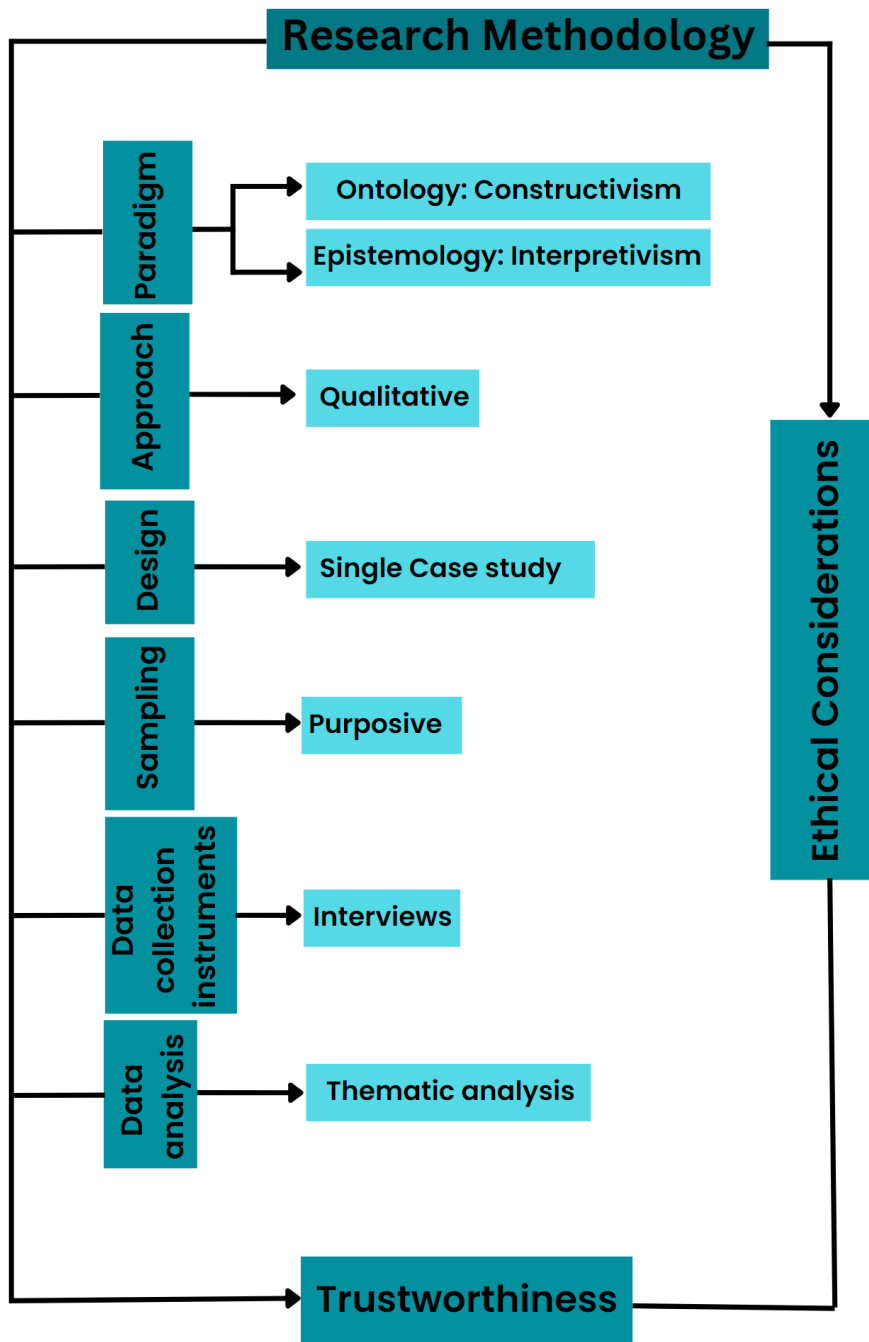 Research Methodology
Paradigm
Ontology: Constructivism
Epistemology: Interpretivism
Approach
Qualitative
Design
Single Case study
Sampling
Purposive
Data
collection
instruments
Interviews
Data
analysis
Thematic analysis
Ethical Considerations
Trustworthiness